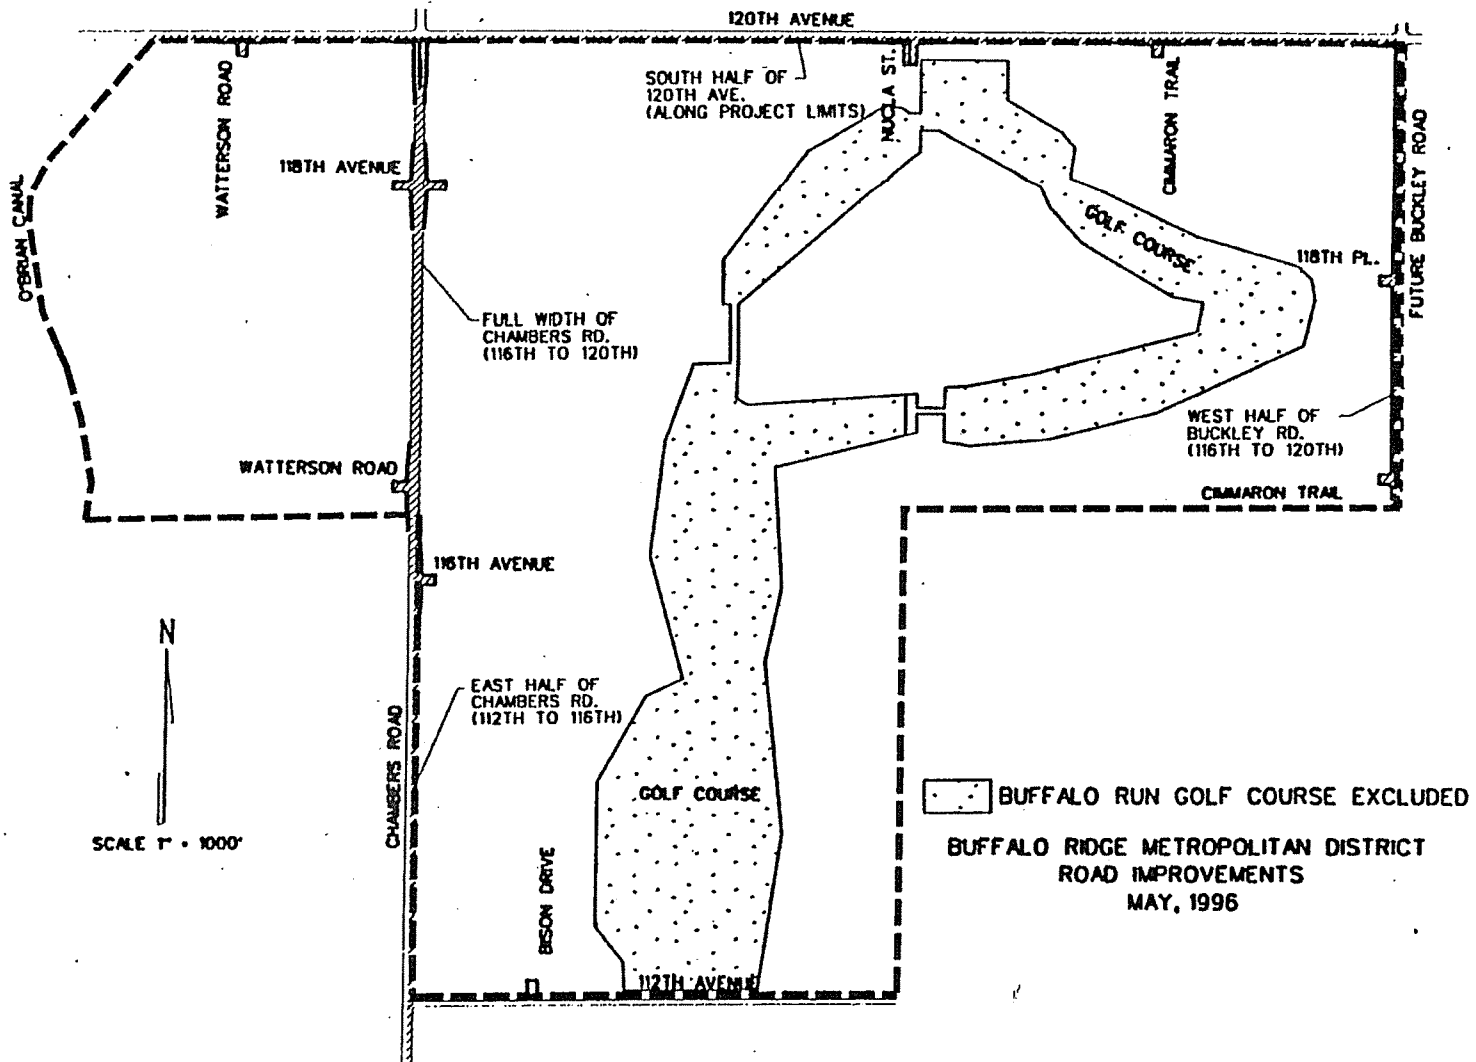 120TH AVENUE
SOUTH HALF OF
120TH AVE.
(ALONG PROJECT LIMITS)
NUCLA ST.
CIMMARON TRAIL
WATTERSON ROAD
118TH AVENUE
O'BRIAN CANAL
FUTURE BUCKLEY ROAD
GOLF COURSE
118TH PL.
FULL WIDTH OF
CHAMBERS RD.
(116TH TO 120TH)
WEST HALF OF
BUCKLEY RD.
(116TH TO 120TH)
WATTERSON ROAD
CIMMARON TRAIL
116TH AVENUE
N
EAST HALF OF
CHAMBERS RD.
(112TH TO 116TH)
CHAMBERS ROAD
SCALE 1" = 1000'
GOLF COURSE
BISON DRIVE
112TH AVENUE
BUFFALO RUN GOLF COURSE EXCLUDED
BUFFALO RIDGE METROPOLITAN DISTRICT
ROAD IMPROVEMENTS
MAY, 1996